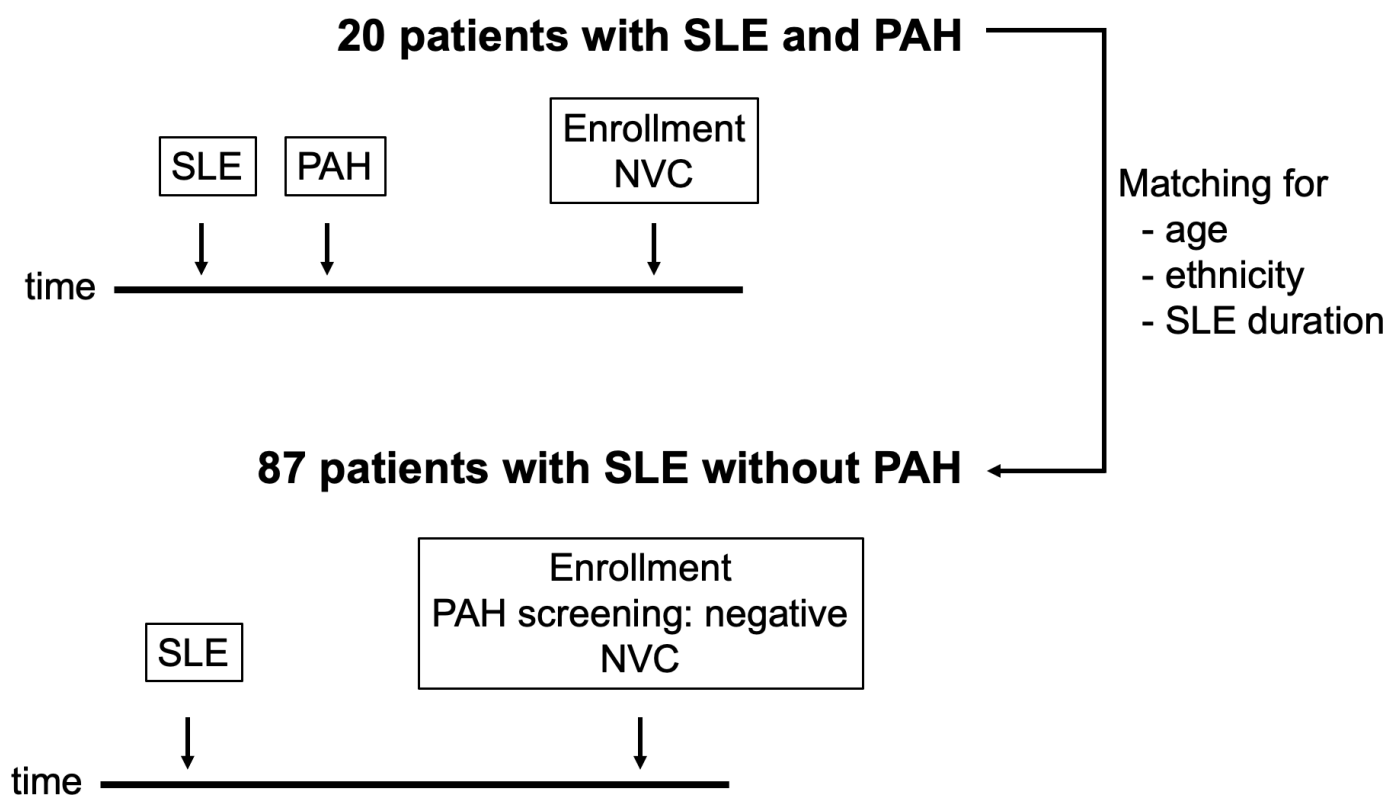 20 patients with SLE and PAH
Enrollment
NVC
SLE
PAH
time
Matching for
- age
- ethnicity
- SLE duration
87 patients with SLE without PAH
Enrollment
PAH screening: negative
NVC
SLE
time